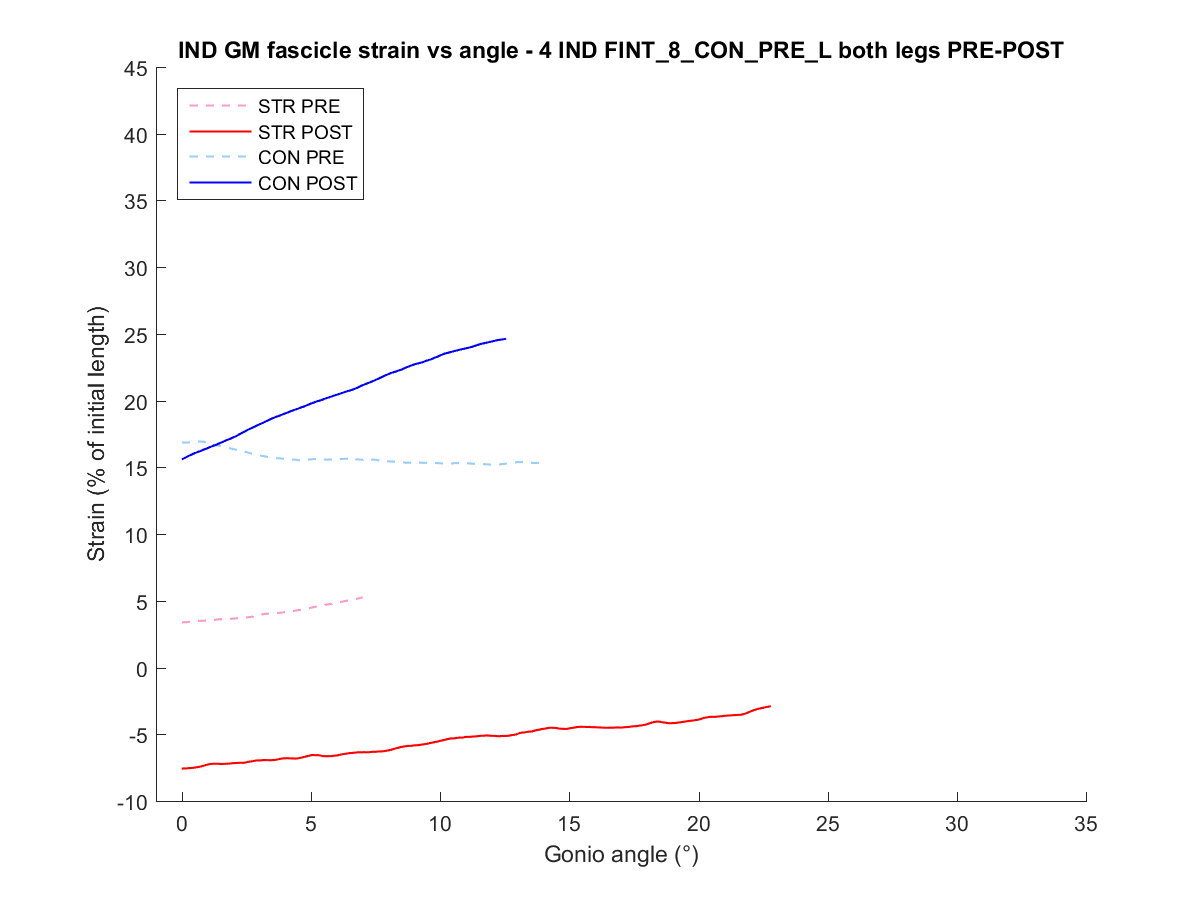 IND GM fascicle strain vs angle - 4 IND FINT_8_CON_PRE_L both legs PRE-POST
45
40
35
30
25
20
15
10
5
0
-5
-10
Strain (% of initial length)
STR PRE
STR POST
CON PRE
CON POST
0 5 10 15 20 25 30 35
Gonio angle (°)